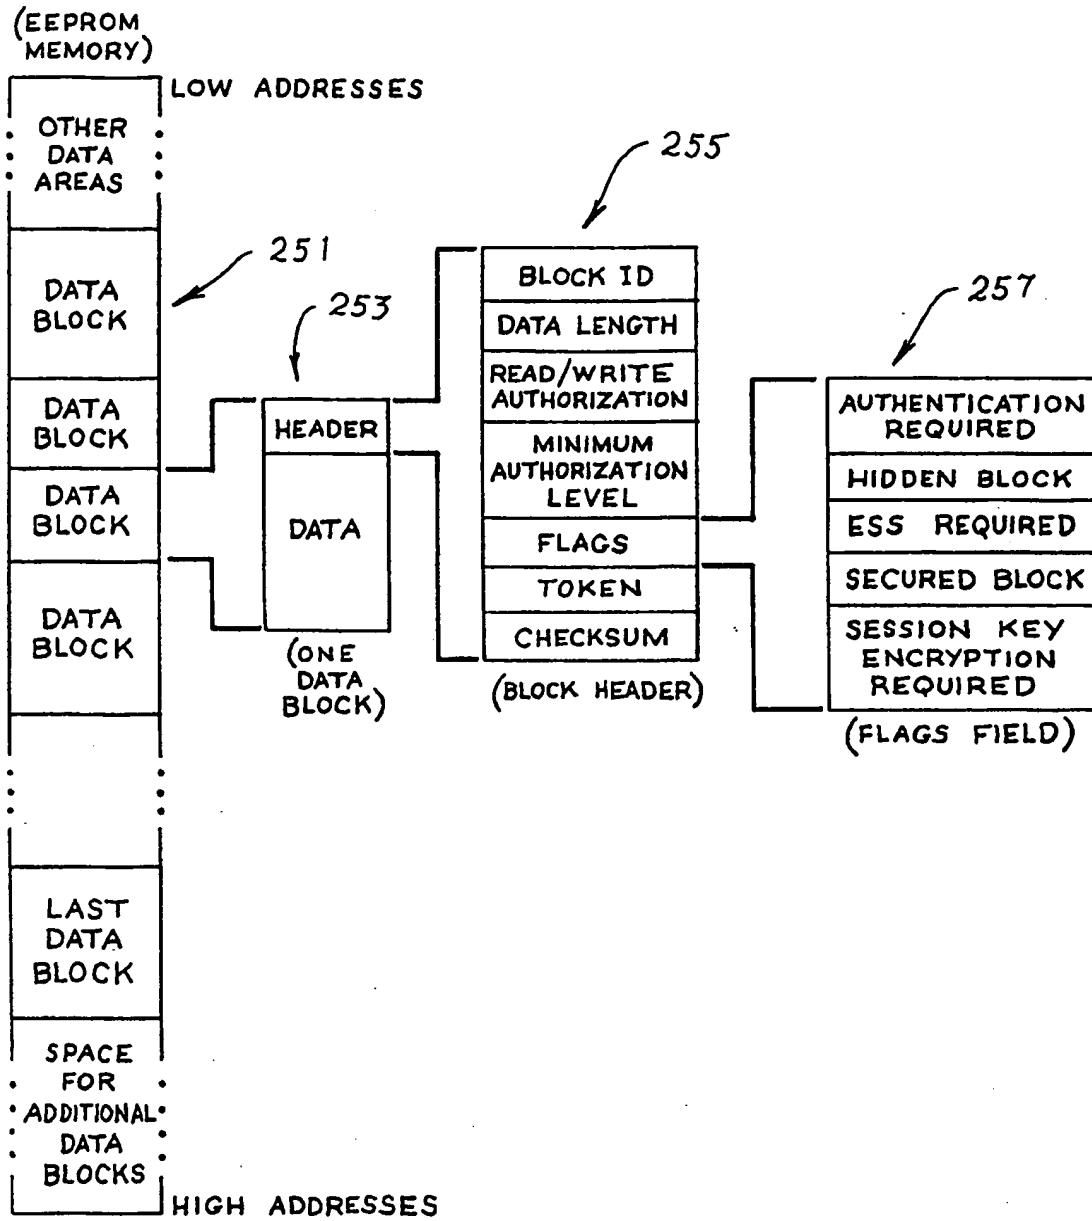 (EEPROM
MEMORY)
LOW ADDRESSES
OTHER
DATA
AREAS
251
DATA
BLOCK
DATA
BLOCK
DATA
BLOCK
DATA
BLOCK
LAST
DATA
BLOCK
SPACE
FOR
ADDITIONAL
DATA
BLOCKS
HIGH ADDRESSES
253
HEADER
DATA
(ONE
DATA
BLOCK)
255
BLOCK ID
DATA LENGTH
READ/WRITE
AUTHORIZATION
MINIMUM
AUTHORIZATION
LEVEL
FLAGS
TOKEN
CHECKSUM
(BLOCK HEADER)
257
AUTHENTICATION
REQUIRED
HIDDEN BLOCK
ESS REQUIRED
SECURED BLOCK
SESSION KEY
ENCRYPTION
REQUIRED
(FLAGS FIELD)